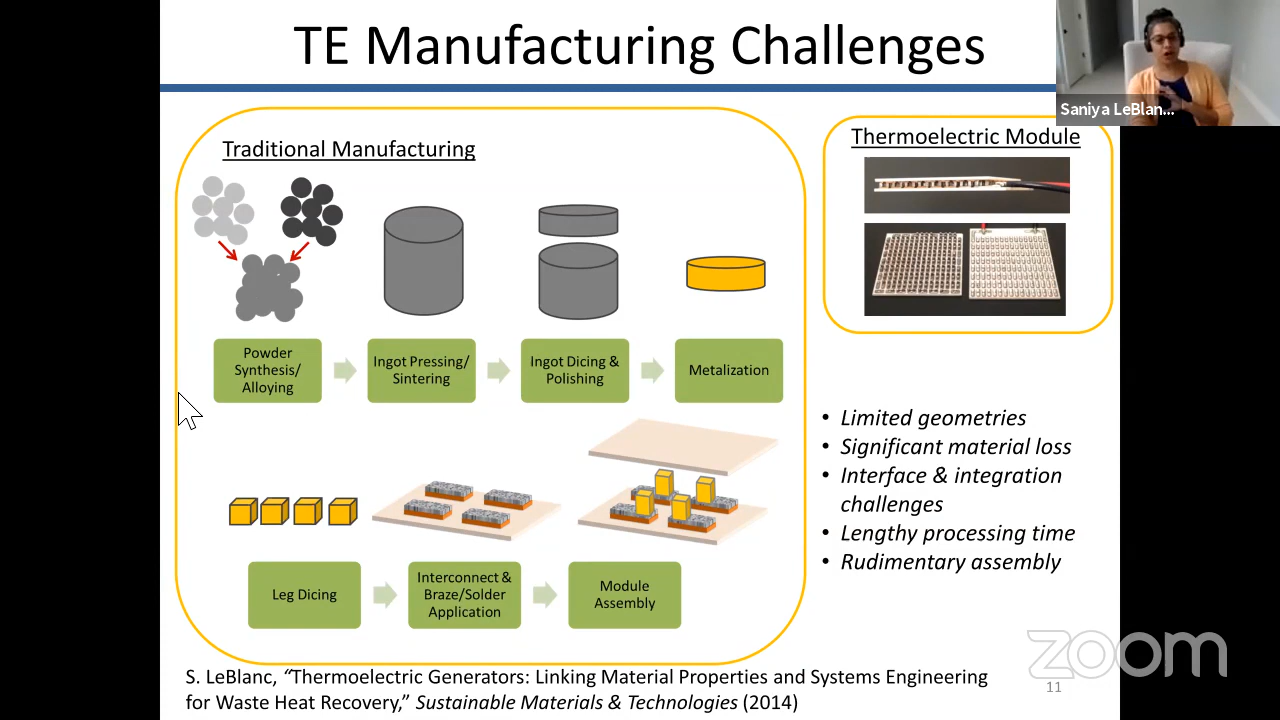 TE Manufacturing Challenges
Saniya LeBlan...
Traditional Manufacturing
Thermoelectric Module
Powder
Synthesis/
Alloying
Ingot Pressing/
Sintering
Ingot Dicing &
Polishing
Metalization
• Limited geometries
• Significant material loss
• Interface & integration
challenges
• Lengthy processing time
• Rudimentary assembly
Leg Dicing
Interconnect &
Braze/Solder
Application
Module
Assembly
zoom
S. LeBlanc, “Thermoelectric Generators: Linking Material Properties and Systems Engineering
for Waste Heat Recovery,” Sustainable Materials & Technologies (2014)
11